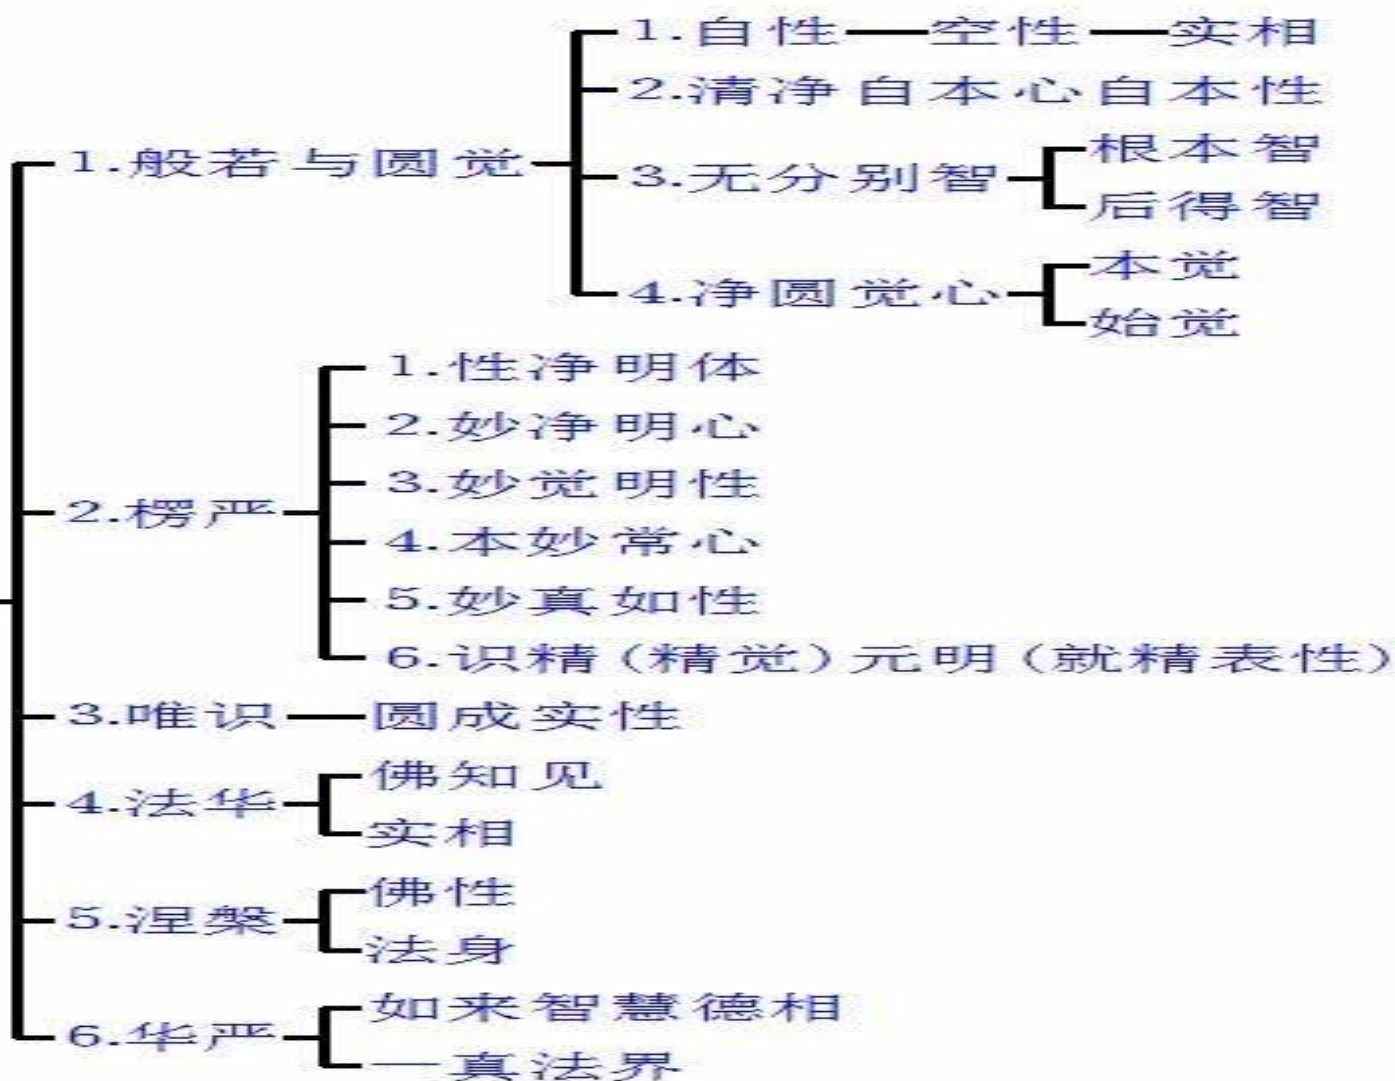 1.自性—空性—实相
2.清净自本心自本性
1.般若与圆觉
3.无分别智
根本智
后得智
4.净圆觉心
本觉
始觉
2.楞严
1.性净明体
2.妙净明心
3.妙觉明性
4.本妙常心
5.妙真如性
6.识精(精觉)元明(就精表性)
3.唯识—圆成实性
4.法华
佛知见
实相
5.涅槃
佛性
法身
6.华严
如来智慧德相
一真法界